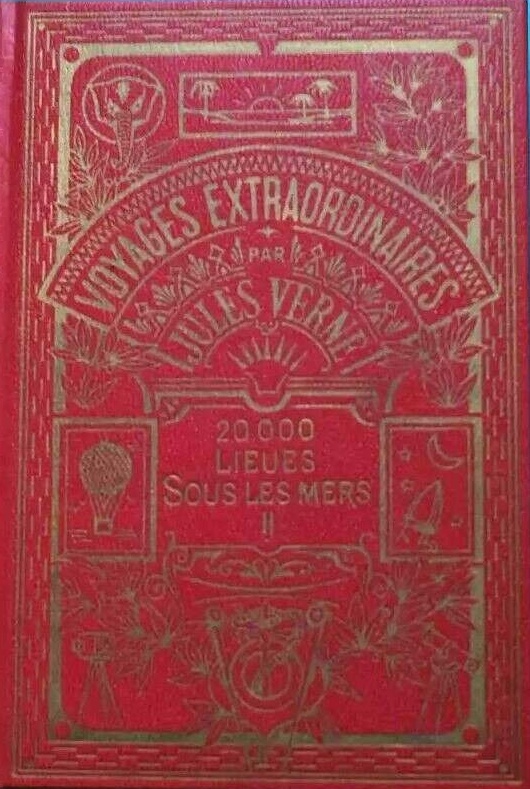 VOYAGES EXTRAORDINAIRES
PAR
JULES VERNE
20.000
LIEUES
SOUS LES MERS
II